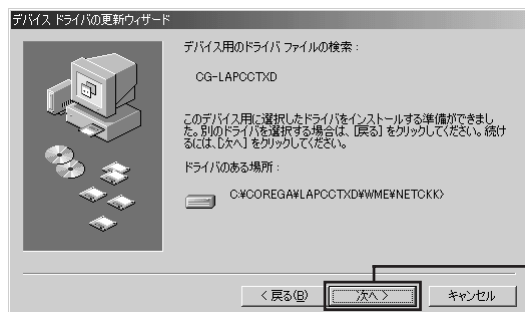 デバイス ドライバの更新ウィザード
デバイス用のドライバ ファイルの検索 :
CG-LAPCCTXD
このデバイス用に選択したドライバをインストールする準備ができまし
た。別のドライバを選択する場合は、[戻る] をクリックしてください。続け
るには、[次へ] をクリックしてください。
ドライバのある場所 :
C:¥COREGA¥LAPCCTXD¥WME¥NETCKK>
< 戻る(B)
次へ >
キャンセル